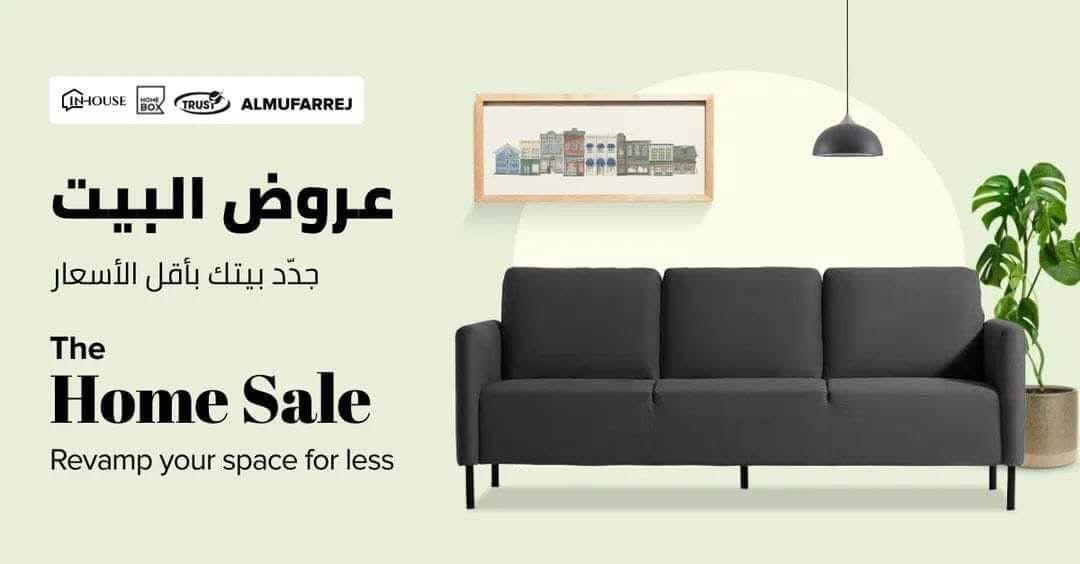 INHOUSE HOME BOX TRUST ALMUFARREJ
عروض البيت
جدّد بيتك بأقل الأسعار
The
Home Sale
Revamp your space for less